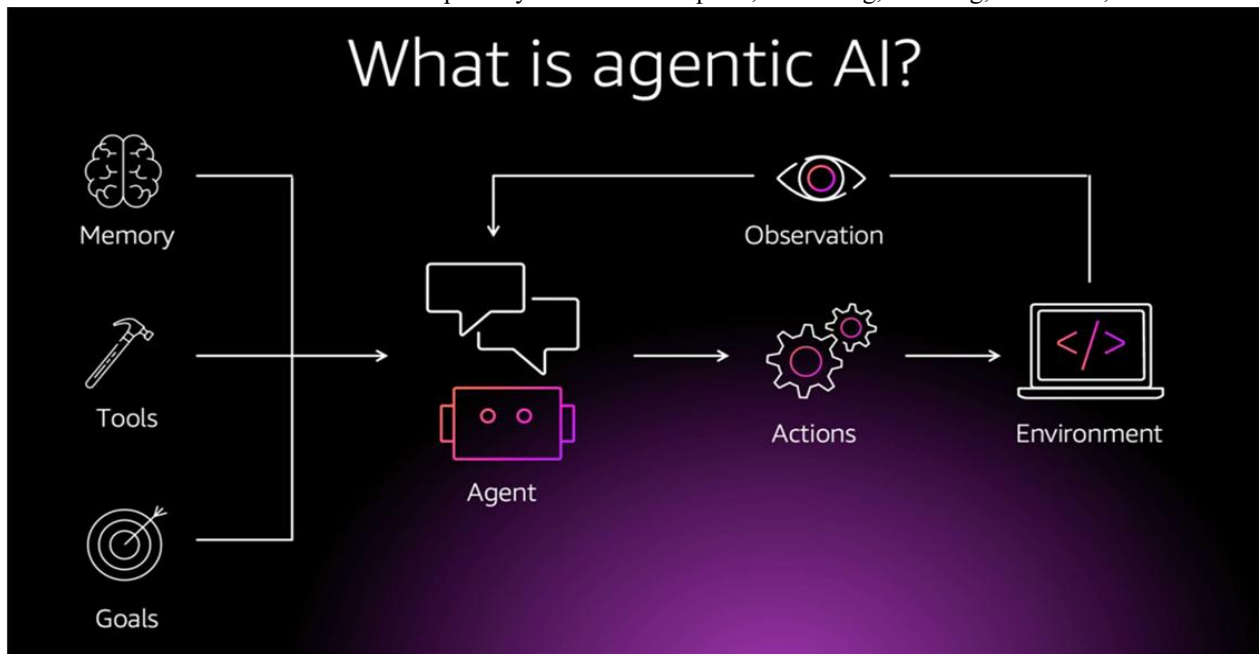 What is agentic AI?
Memory
Observation
Tools
Actions
Environment
Agent
Goals